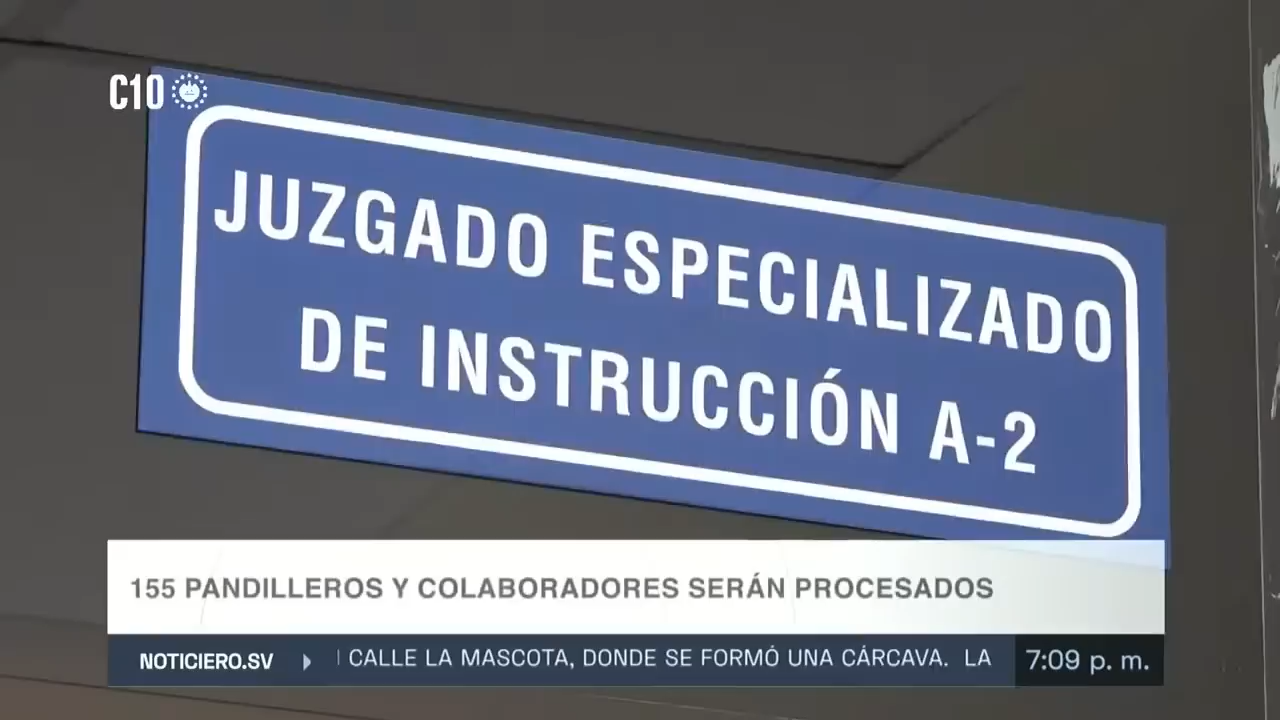 C10
JUZGADO ESPECIALIZADO
DE INSTRUCCIÓN A-2
155 PANDILLEROS Y COLABORADORES SERÁN PROCESADOS
NOTICIERO.SV
CALLE LA MASCOTA, DONDE SE FORMÓ UNA CÁRCAVA. LA
7:09 p. m.